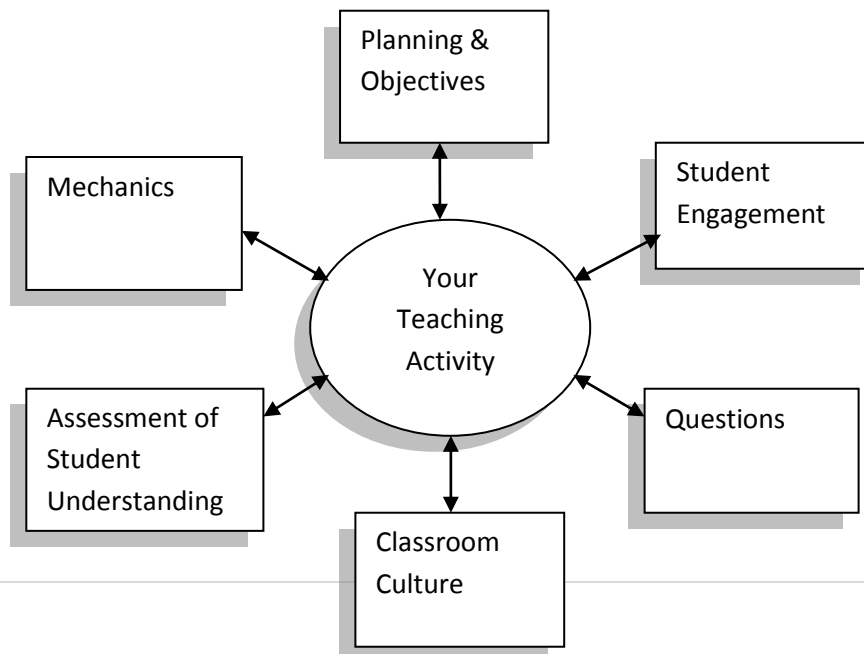 Planning &
Objectives
Mechanics
Student
Engagement
Your
Teaching
Activity
Assessment of
Student
Understanding
Questions
Classroom
Culture